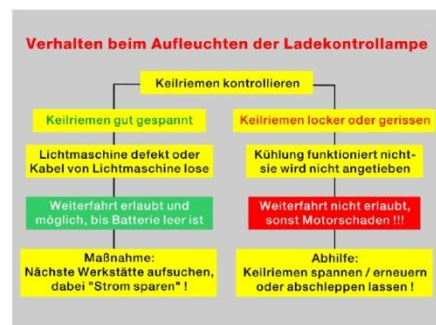 Verhalten beim Aufleuchten der Ladekontrollampe
Keilriemen kontrollieren
Keilriemen gut gespannt
Keilriemen locker oder gerissen
Lichtmaschine defekt oder
Kabel von Lichtmaschine lose
Kühlung funktioniert nicht-
sie wird nicht angetieben
Weiterfahrt erlaubt und
möglich, bis Batterie leer ist
Weiterfahrt nicht erlaubt,
sonst Motorschaden !!!
Maßnahme:
Nächste Werkstätte aufsuchen,
dabei "Strom sparen" !
Abhilfe:
Keilriemen spannen / erneuern
oder abschleppen lassen !